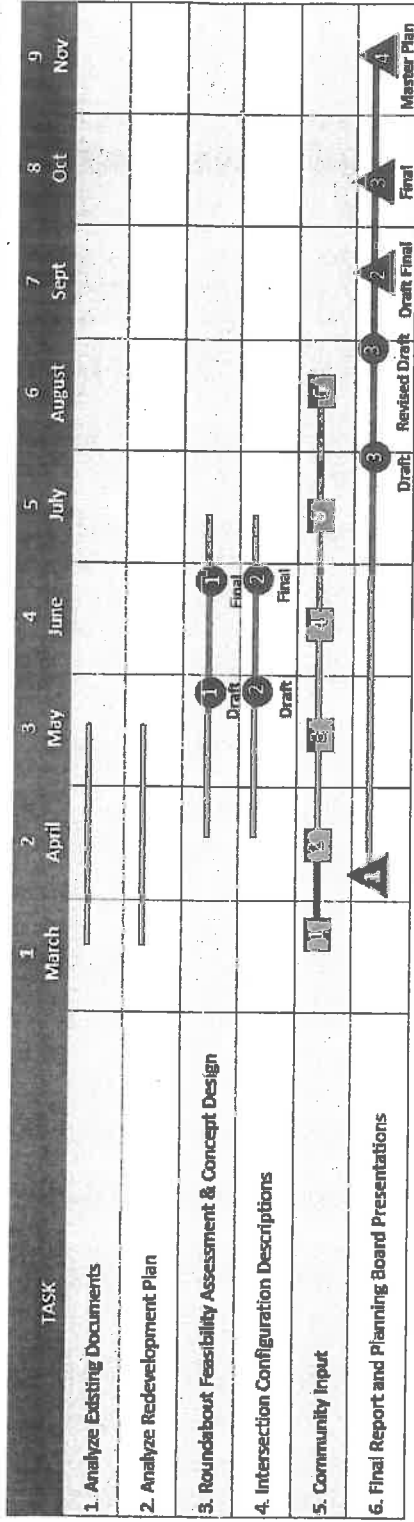 TASK
1
March
2
April
3
May
4
June
5
July
6
August
7
Sept
8
Oct
9
Nov
1. Analyze Existing Documents
2. Analyze Redevelopment Plan
3. Roundabout Feasibility Assessment & Concept Design
1
Draft
1
Final
4. Intersection Configuration Descriptions
2
Draft
2
Final
5. Community Input
1
2
3
4
5
6. Final Report and Planning Board Presentations
1
3
Draft
3
Revised Draft
2
Draft Final
3
Final
4
Master Plan